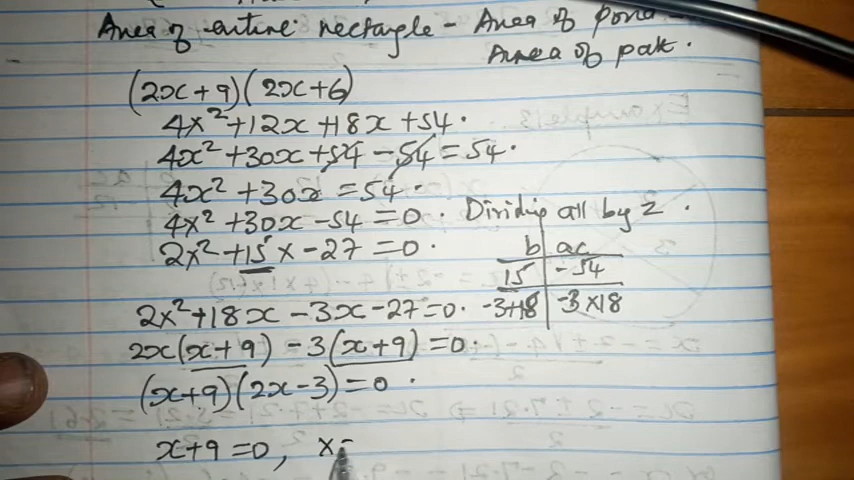 Area of entire rectangle - Area of pond -
Area of path.
(2x+9)(2x+6)
4x²+12x+18x+54.
4x²+30x+54-54=54.
4x²+30x=54.
4x²+30x-54=0. Dividing all by 2.
2x²+15x-27=0.
b ac
15 -54
-3+18 -3×18
2x²+18x-3x-27=0.
2x(x+9)-3(x+9)=0.
(x+9)(2x-3)=0.
x+9=0, x=